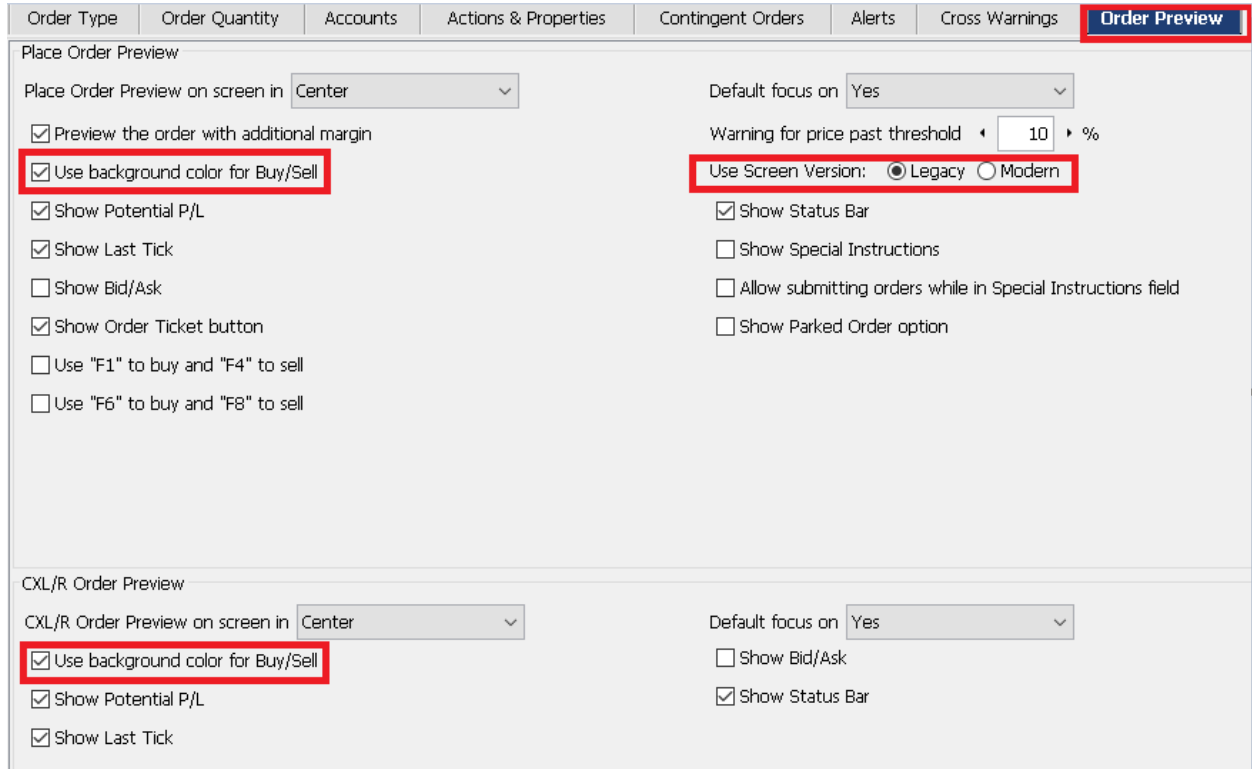 Order Type Order Quantity Accounts Actions & Properties Contingent Orders Alerts Cross Warnings Order Preview
Place Order Preview
Place Order Preview on screen in Center Default focus on Yes
Preview the order with additional margin Warning for price past threshold 10 %
Use background color for Buy/Sell Use Screen Version: Legacy Modern
Show Potential P/L Show Status Bar
Show Last Tick Show Special Instructions
Show Bid/Ask Allow submitting orders while in Special Instructions field
Show Order Ticket button Show Parked Order option
Use "F1" to buy and "F4" to sell
Use "F6" to buy and "F8" to sell
CXL/R Order Preview
CXL/R Order Preview on screen in Center Default focus on Yes
Use background color for Buy/Sell Show Bid/Ask
Show Potential P/L Show Status Bar
Show Last Tick